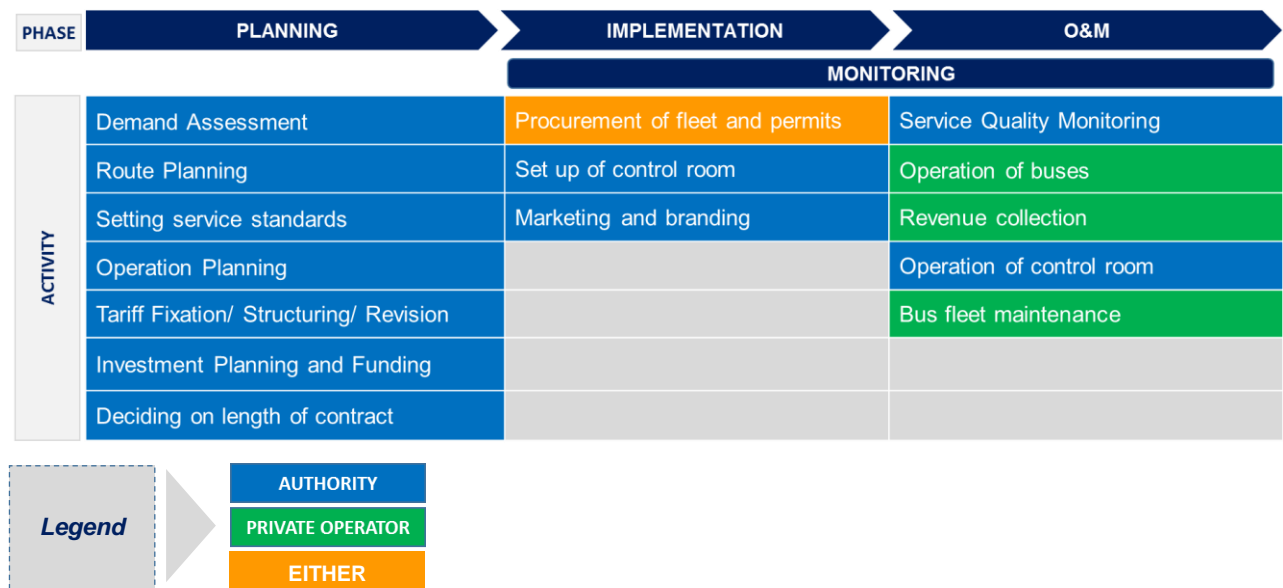 PHASE
PLANNING
IMPLEMENTATION
O&M
MONITORING
ACTIVITY
Demand Assessment
Procurement of fleet and permits
Service Quality Monitoring
Route Planning
Set up of control room
Operation of buses
Setting service standards
Marketing and branding
Revenue collection
Operation Planning
Operation of control room
Tariff Fixation/ Structuring/ Revision
Bus fleet maintenance
Investment Planning and Funding
Deciding on length of contract
Legend
AUTHORITY
PRIVATE OPERATOR
EITHER